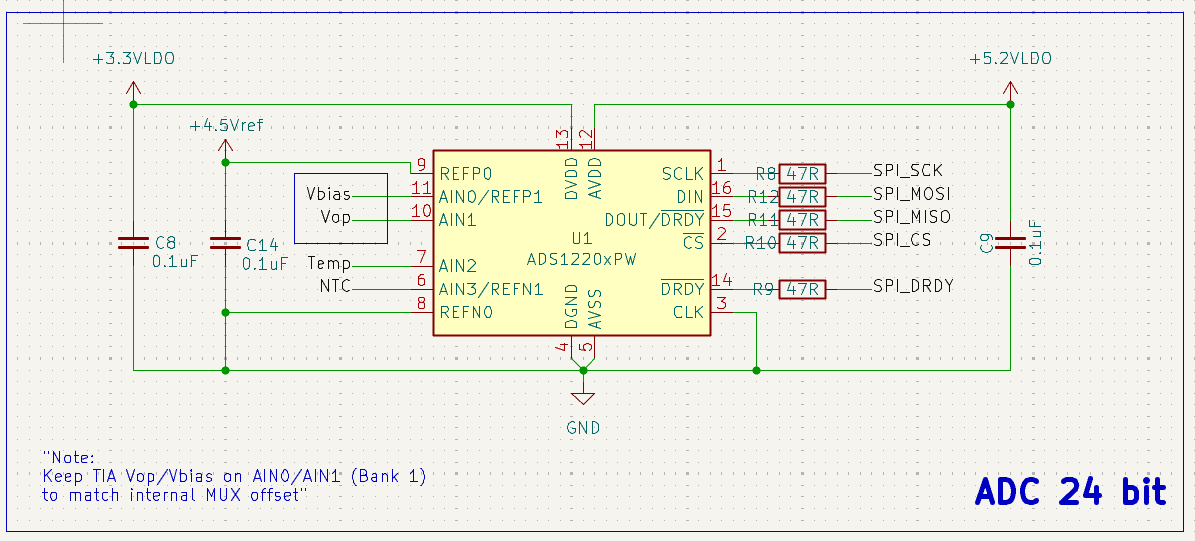 +3.3VLDO
+5.2VLDO
+4.5Vref
13
12
9
REFP0
DVDD
AVDD
SCLK
1
R8
47R
SPI_SCK
Vbias
11
AIN0/REFP1
DIN
16
R12
47R
SPI_MOSI
Vop
10
AIN1
DOUT/DRDY
15
R11
47R
SPI_MISO
U1
CS
2
R10
47R
SPI_CS
C8
0.1uF
C14
0.1uF
C9
0.1uF
ADS1220xPW
Temp
7
AIN2
NTC
6
AIN3/REFN1
DRDY
14
R9
47R
SPI_DRDY
8
REFN0
DGND
AVSS
CLK
3
4
5
GND
"Note:
Keep TIA Vop/Vbias on AIN0/AIN1 (Bank 1)
to match internal MUX offset"
ADC 24 bit